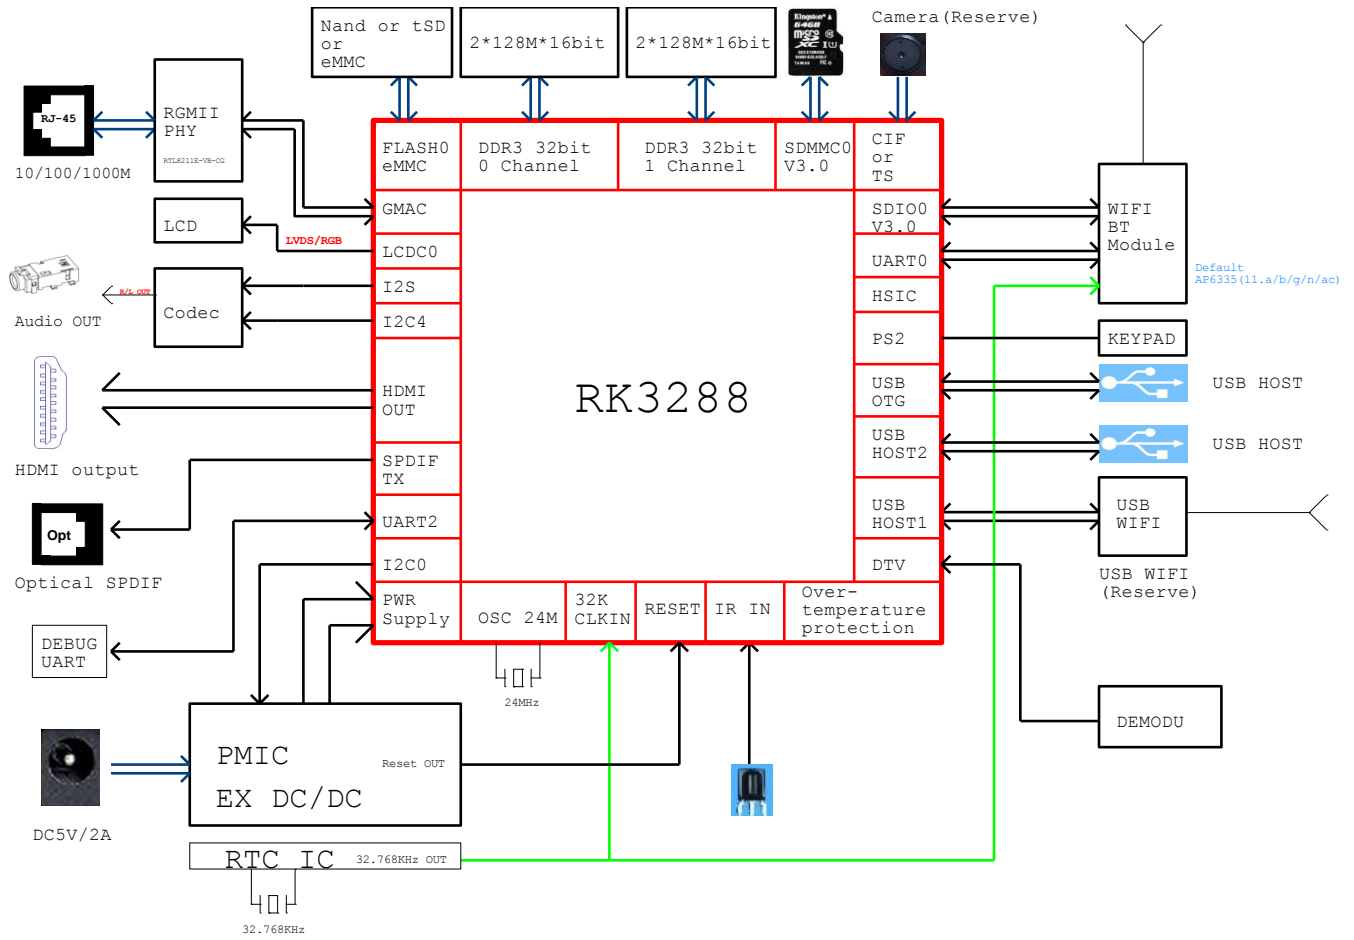 Nand or tSD
or
eMMC
2*128M*16bit
2*128M*16bit
Kingston
64GB
micro
SD
XC I U1
Camera(Reserve)
RJ-45
10/100/1000M
RGMII
PHY
RTL8211E-VB-CG
FLASH0
eMMC
DDR3 32bit
0 Channel
DDR3 32bit
1 Channel
SDMMC0
V3.0
CIF
or
TS
GMAC
LCD
LVDS/RGB
LCDC0
Audio OUT
R/L OUT
Codec
I2S
I2C4
HDMI output
HDMI
OUT
SPDIF
TX
Opt
Optical SPDIF
UART2
I2C0
DEBUG
UART
PWR
Supply
OSC 24M
32K
CLKIN
RESET
IR IN
Over-
temperature
protection
RK3288
SDIO0
V3.0
UART0
HSIC
PS2
USB
OTG
USB
HOST2
USB
HOST1
DTV
WIFI
BT
Module
Default
AP6335(11.a/b/g/n/ac)
KEYPAD
USB HOST
USB HOST
USB
WIFI
USB WIFI
(Reserve)
DEMODU
24MHz
DC5V/2A
PMIC
EX DC/DC
Reset OUT
RTC IC
32.768KHz OUT
32.768KHz